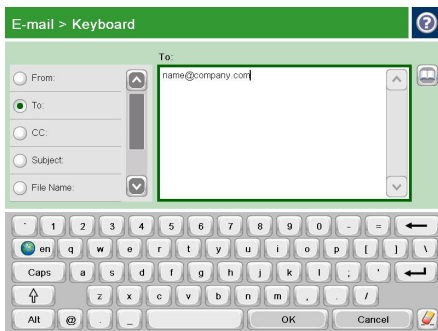 E-mail > Keyboard
?
To:
From:
To:
CC:
Subject:
File Name:
name@company.com
` 1 2 3 4 5 6 7 8 9 0 - =
en q w e r t y u i o p [ ] \
Caps a s d f g h j k l ; '
z x c v b n m , . /
Alt @ . _ OK Cancel